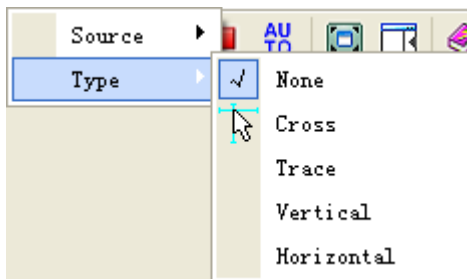 Source
AUTO
Type
None
Cross
Trace
Vertical
Horizontal